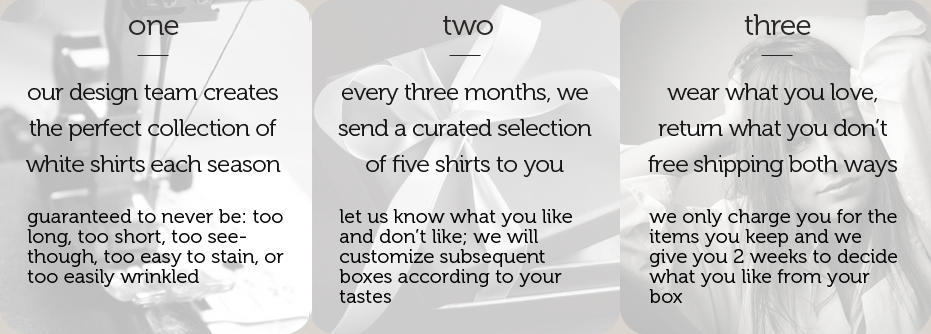 one
our design team creates
the perfect collection of
white shirts each season
guaranteed to never be: too
long, too short, too see-
though, too easy to stain, or
too easily wrinkled
two
every three months, we
send a curated selection
of five shirts to you
let us know what you like
and don't like; we will
customize subsequent
boxes according to your
tastes
three
wear what you love,
return what you don't
free shipping both ways
we only charge you for the
items you keep and we
give you 2 weeks to decide
what you like from your
box